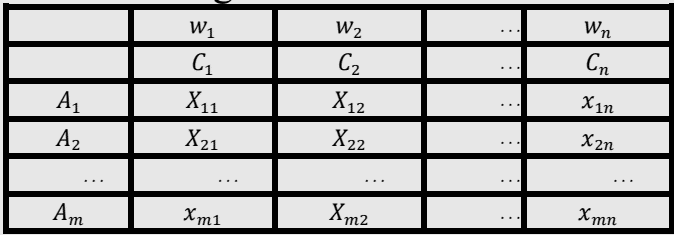 w₁ w₂ ... wₙ
C₁ C₂ ... Cₙ
A₁ X₁₁ X₁₂ ... x₁ₙ
A₂ X₂₁ X₂₂ ... x₂ₙ
... ... ... ... ...
Aₘ xₘ₁ Xₘ₂ ... xₘₙ